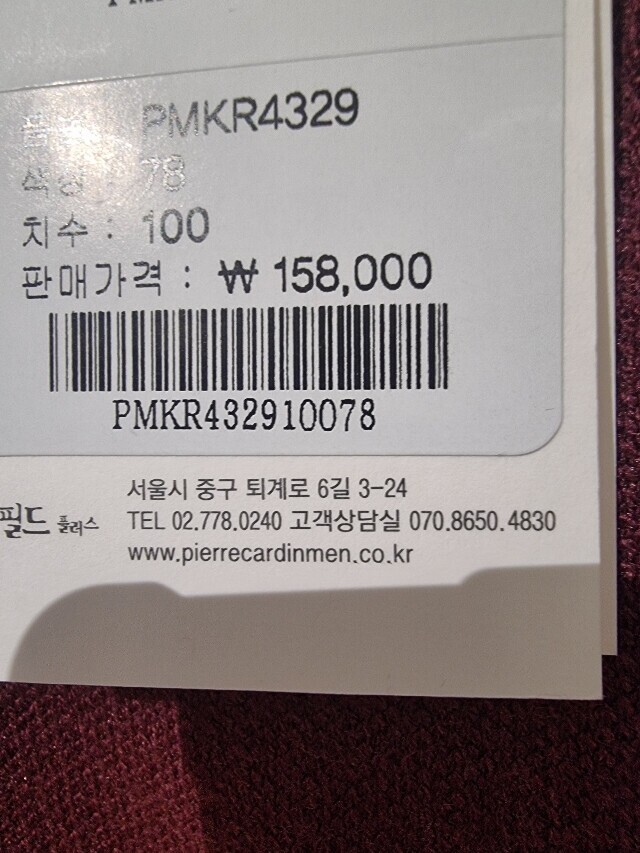 PMKR4329
색상 : 78
치수 : 100
판매가격 : ₩ 158,000
PMKR432910078
서울시 중구 퇴계로 6길 3-24
필드 플러스 TEL 02.778.0240 고객상담실 070.8650.4830
www.pierrecardinmen.co.kr